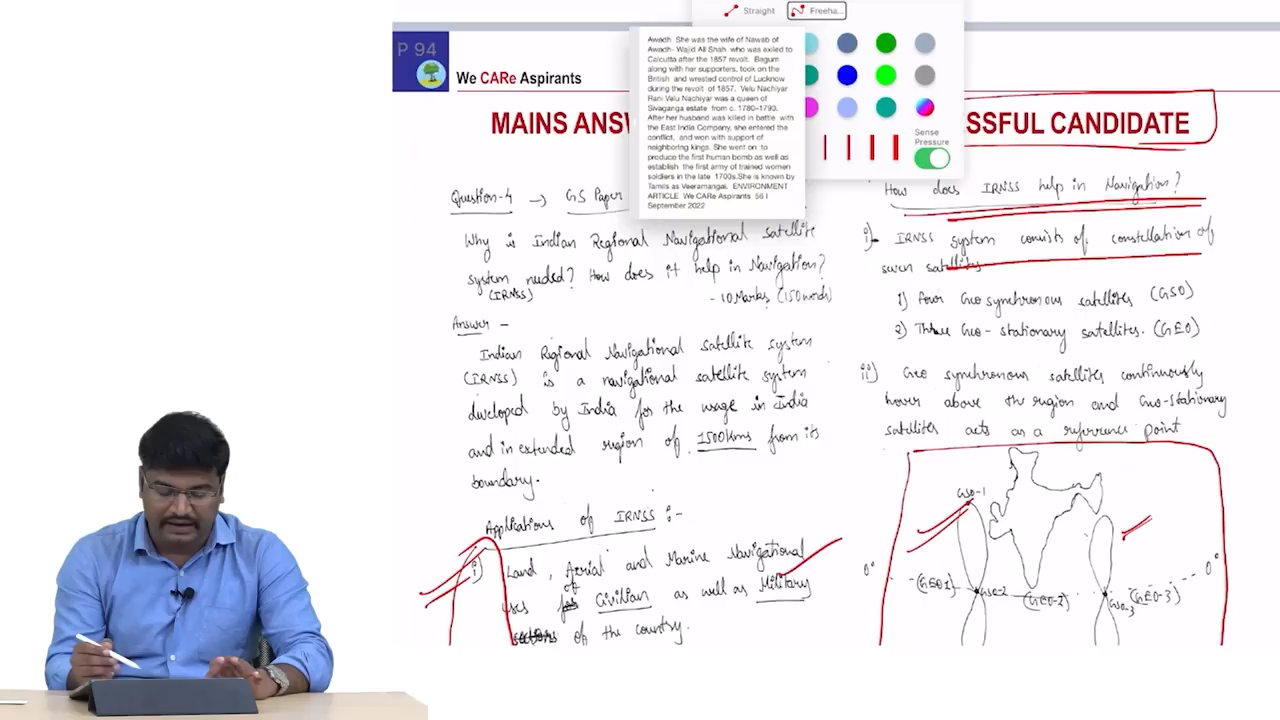 Straight
Freeha...
P 94
We CARe Aspirants
MAINS ANS
SSFUL CANDIDATE
Awadh She was the wife of Nawab of
Awadh- Wajid Ali Shah who was exiled to
Calcutta after the 1857 revolt. Begum
along with her supporters, took on the
British and wrested control of Lucknow
during the revolt of 1857. Velu Nachiyar
Rani Velu Nachiyar was a queen of
Sivaganga estate from c. 1780–1790.
After her husband was killed in battle with
the East India Company, she entered the
conflict, and won with support of
neighboring kings. She went on to
produce the first human bomb as well as
establish the first army of trained women
soldiers in the late 1700s.She is known by
Tamils as Veeramangai. ENVIRONMENT
ARTICLE We CARe Aspirants 56 I
September 2022
Sense
Pressure
Question-4 → GS Paper
Why is Indian Regional Navigational satellite
system needed? How does it help in Navigation?
(IRNSS)
- 10 Marks (150 words)
Answer -
Indian Regional Navigational satellite system
(IRNSS) is a navigational satellite system
developed by India for the usage in India
and in extended region of 1500kms from its
boundary.
Applications of IRNSS :-
i) Land, Aerial and Marine Navigational
uses of Civilian as well as Military
of the country.
How does IRNSS help in Navigation?
i) IRNSS system consists of constellation of
seven satellites
1) Four Geo synchronous satellites (GSO)
2) Three Geo-stationary satellites. (GEO)
ii) Geo synchronous satellites continuously
hover above the region and Geo-stationary
satellites acts as a reference point
GSO-1
0° (GEO1) GSO-2 (GEO-2) GSO-3 (GEO-3) 0°